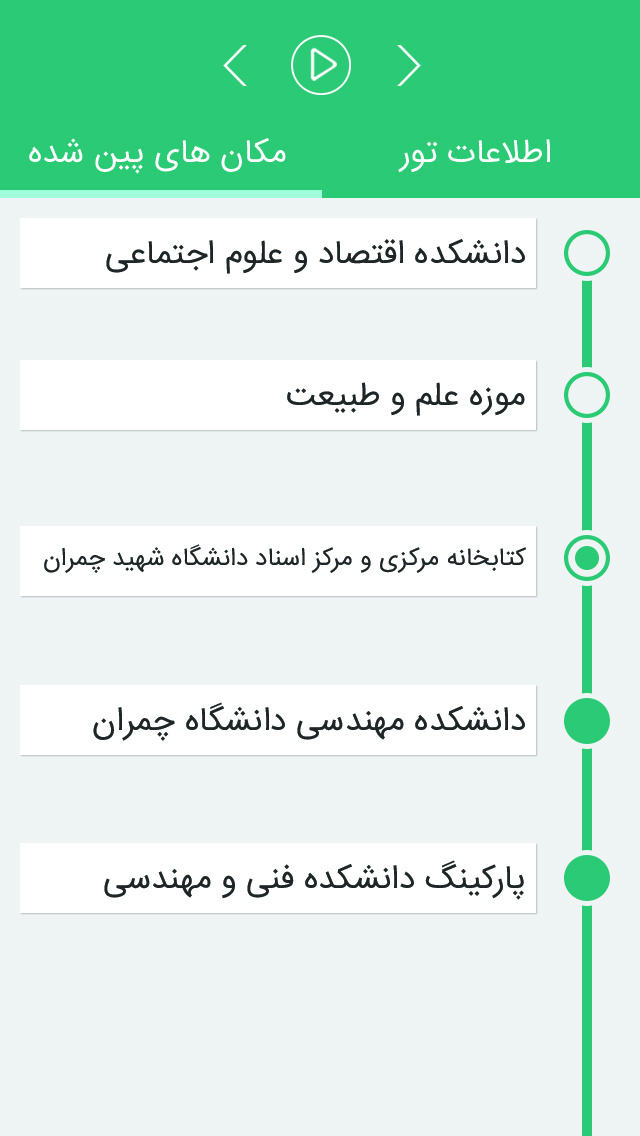 اطلاعات تور
مکان های پین شده
دانشکده اقتصاد و علوم اجتماعی
موزه علم و طبیعت
کتابخانه مرکزی و مرکز اسناد دانشگاه شهید چمران
دانشکده مهندسی دانشگاه چمران
پارکینگ دانشکده فنی و مهندسی